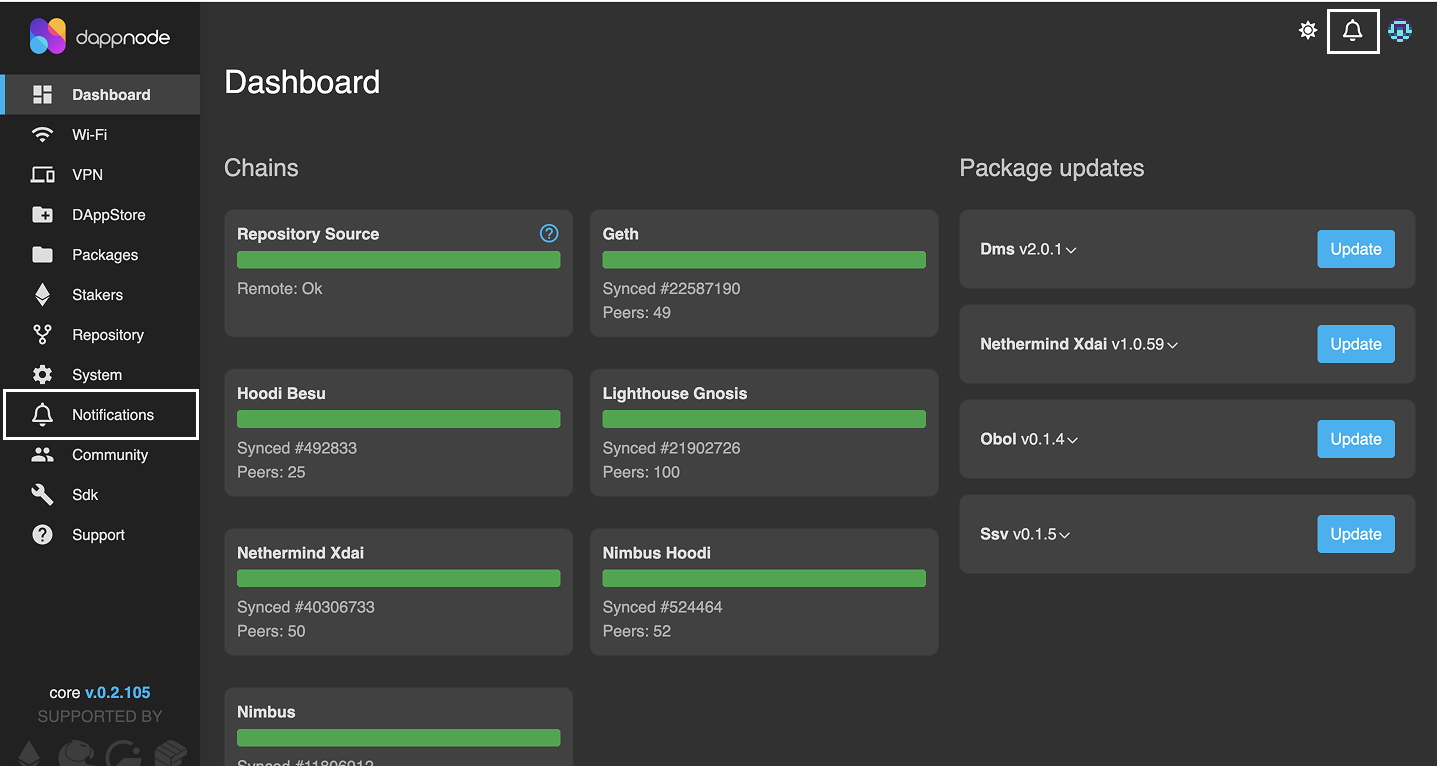 dappnode
Dashboard
Wi-Fi
VPN
DAppStore
Packages
Stakers
Repository
System
Notifications
Community
Sdk
Support
core v.0.2.105
SUPPORTED BY
Dashboard
Chains
Repository Source
Remote: Ok
Geth
Synced #22587190
Peers: 49
Hoodi Besu
Synced #492833
Peers: 25
Lighthouse Gnosis
Synced #21902726
Peers: 100
Nethermind Xdai
Synced #40306733
Peers: 50
Nimbus Hoodi
Synced #524464
Peers: 52
Nimbus
Synced
Package updates
Dms v2.0.1
Update
Nethermind Xdai v1.0.59
Update
Obol v0.1.4
Update
Ssv v0.1.5
Update